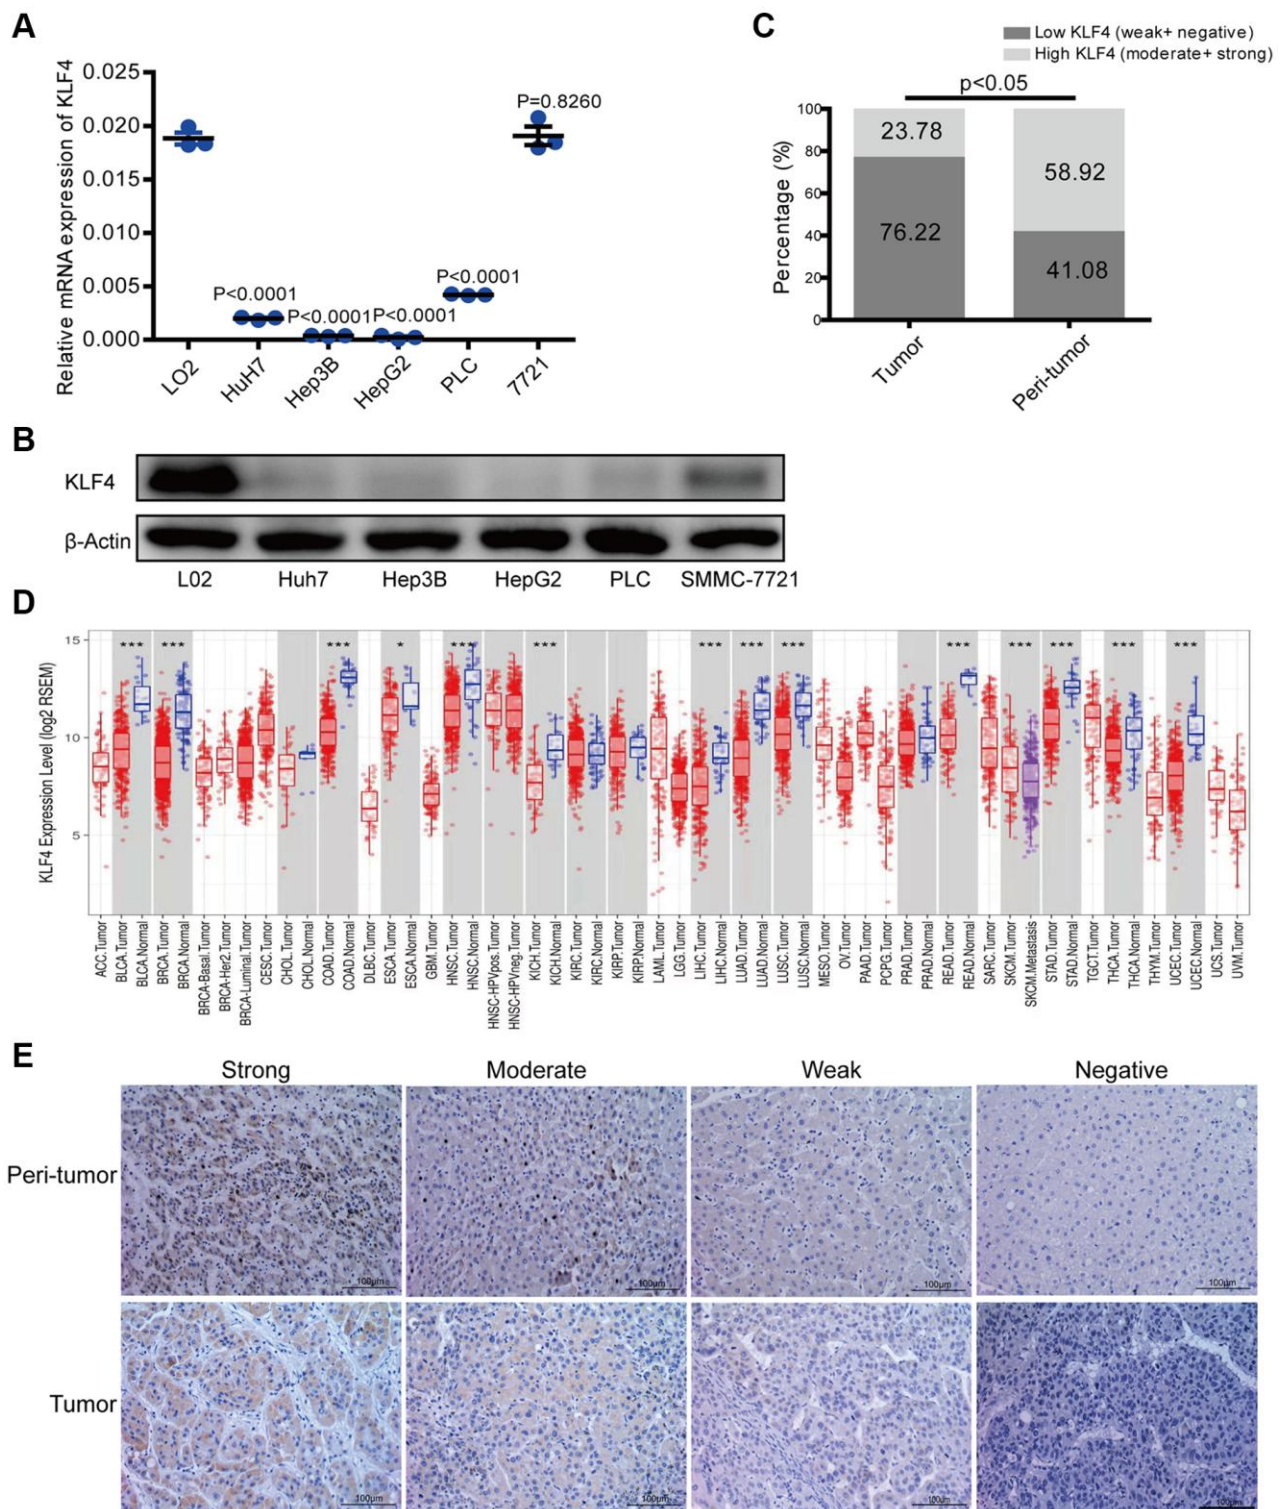 A
Relative mRNA expression of KLF4
0.025
0.020
0.015
0.010
0.005
0.000
P<0.0001
P<0.0001
P<0.0001
P<0.0001
P=0.8260
LO2
HuH7
Hep3B
HepG2
PLC
7721
C
Low KLF4 (weak+ negative)
High KLF4 (moderate+ strong)
p<0.05
Percentage (%)
100
80
60
40
20
0
23.78
76.22
58.92
41.08
Tumor
Peri-tumor
B
KLF4
β-Actin
L02
Huh7
Hep3B
HepG2
PLC
SMMC-7721
D
KLF4 Expression Level (log2 RSEM)
15
10
5
***
***
***
*
***
***
***
***
***
***
***
***
***
***
ACC.Tumor
BLCA.Tumor
BLCA.Normal
BRCA.Tumor
BRCA.Normal
BRCA-Basal.Tumor
BRCA-Her2.Tumor
BRCA-Luminal.Tumor
CESC.Tumor
CHOL.Tumor
CHOL.Normal
COAD.Tumor
COAD.Normal
DLBC.Tumor
ESCA.Tumor
ESCA.Normal
GBM.Tumor
HNSC.Tumor
HNSC.Normal
HNSC-HPVpos.Tumor
HNSC-HPVneg.Tumor
KICH.Tumor
KICH.Normal
KIRC.Tumor
KIRC.Normal
KIRP.Tumor
KIRP.Normal
LAML.Tumor
LGG.Tumor
LIHC.Tumor
LIHC.Normal
LUAD.Tumor
LUAD.Normal
LUSC.Tumor
LUSC.Normal
MESO.Tumor
OV.Tumor
PAAD.Tumor
PCPG.Tumor
PRAD.Tumor
PRAD.Normal
READ.Tumor
READ.Normal
SARC.Tumor
SKCM.Tumor
SKCM.Metastasis
STAD.Tumor
STAD.Normal
TGCT.Tumor
THCA.Tumor
THCA.Normal
THYM.Tumor
UCEC.Tumor
UCEC.Normal
UCS.Tumor
UVM.Tumor
E
Strong
Moderate
Weak
Negative
Peri-tumor
100μm
100μm
100μm
100μm
Tumor
100μm
100μm
100μm